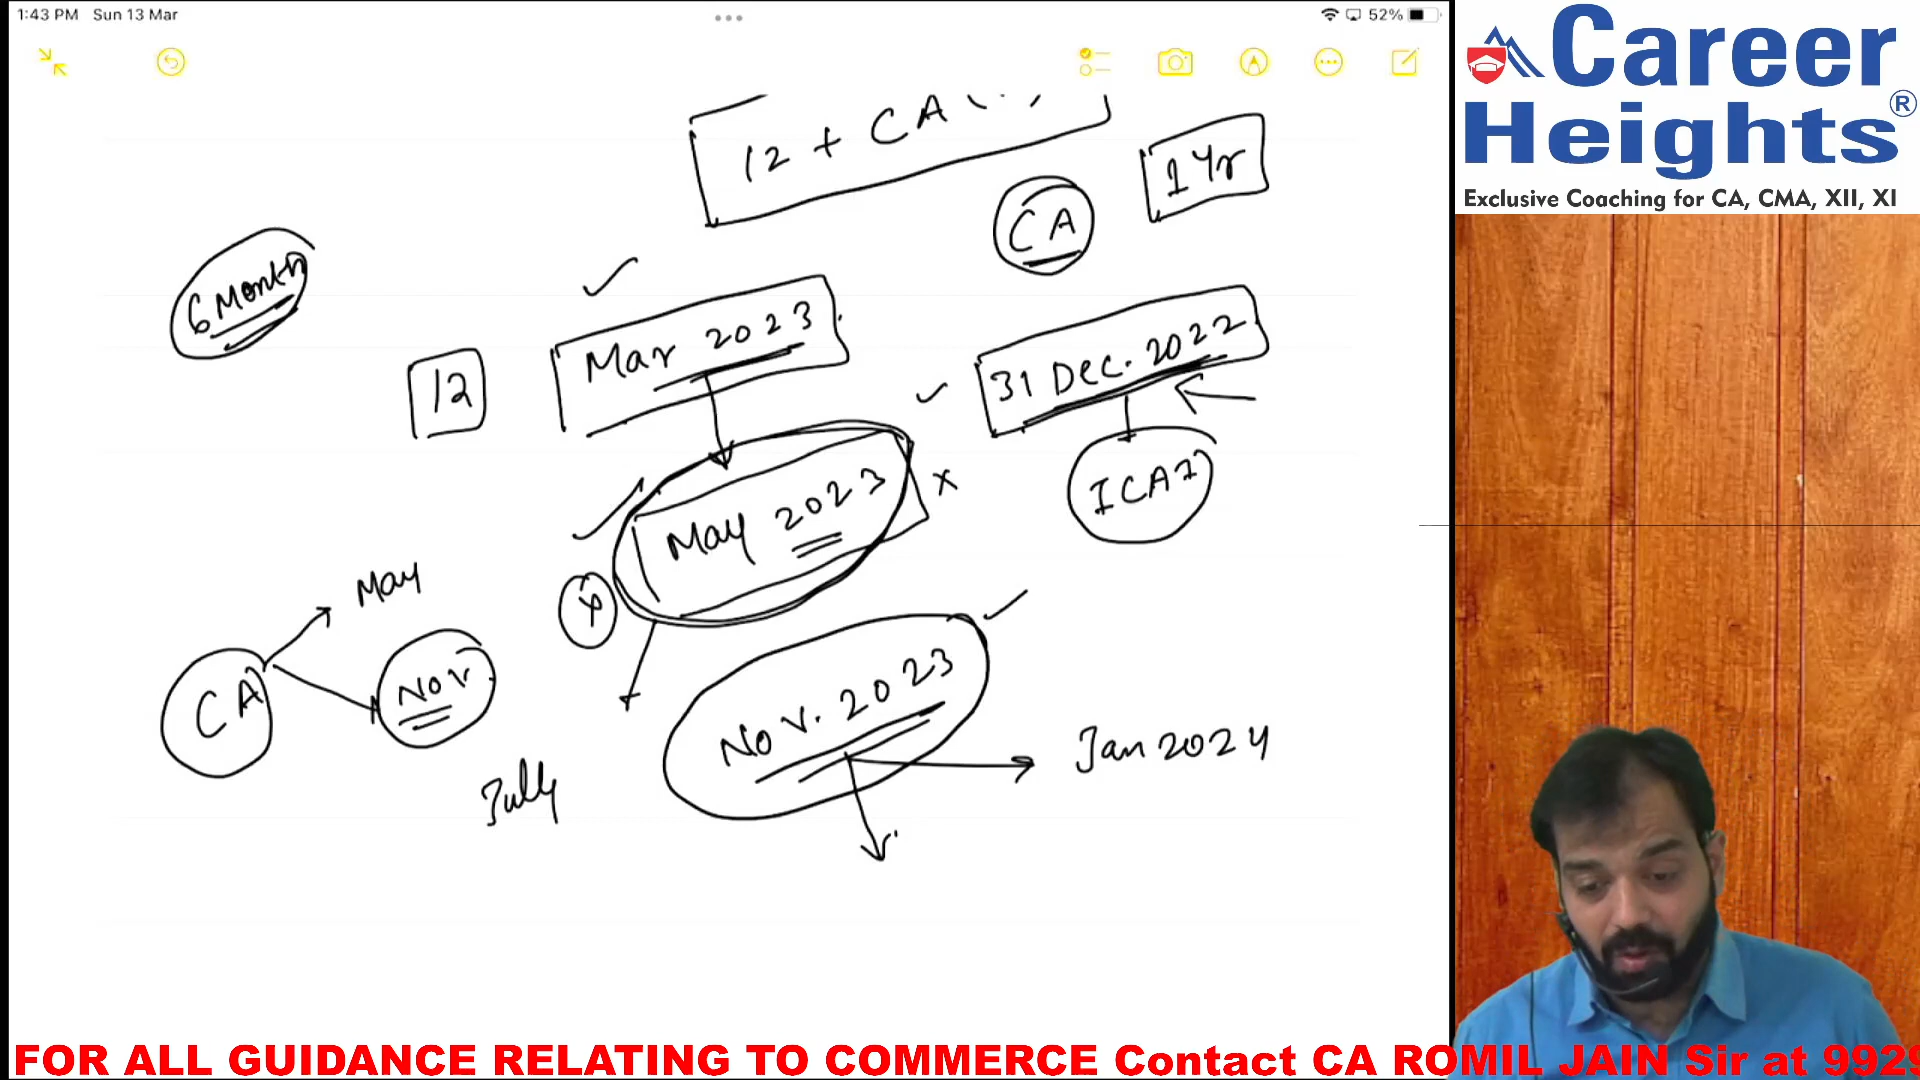 1:43 PM Sun 13 Mar
52%
Career
Heights®
Exclusive Coaching for CA, CMA, XII, XI
12 + CA
1 Yr
CA
6 Month
Mar 2023
31 Dec. 2022
12
ICAI
May 2023
x
May
CA
Nov
Nov. 2023
Jan 2024
July
FOR ALL GUIDANCE RELATING TO COMMERCE Contact CA ROMIL JAIN Sir at 992